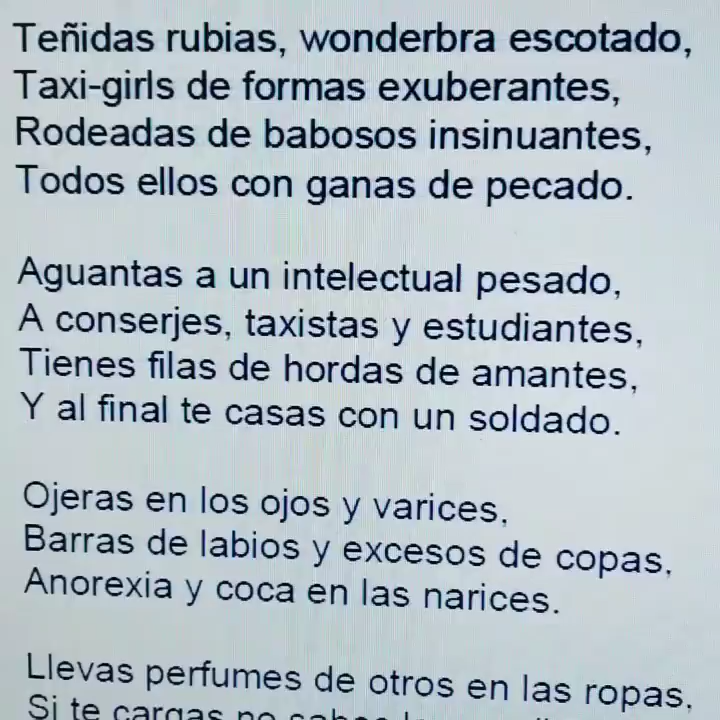 Teñidas rubias, wonderbra escotado,
Taxi-girls de formas exuberantes,
Rodeadas de babosos insinuantes,
Todos ellos con ganas de pecado.
Aguantas a un intelectual pesado,
A conserjes, taxistas y estudiantes,
Tienes filas de hordas de amantes,
Y al final te casas con un soldado.
Ojeras en los ojos y varices,
Barras de labios y excesos de copas,
Anorexia y coca en las narices.
Llevas perfumes de otros en las ropas,
Si te cargas no